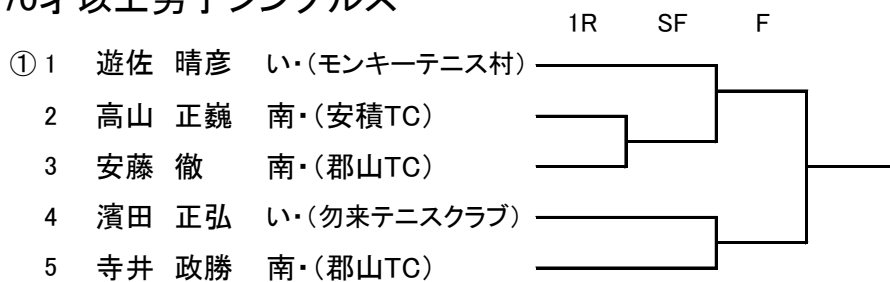 70才以上男子シングルス
1R SF F
① 1 遊佐 晴彦 い・(モンキーテニス村)
2 高山 正巍 南・(安積TC)
3 安藤 徹 南・(郡山TC)
4 濱田 正弘 い・(勿来テニスクラブ)
5 寺井 政勝 南・(郡山TC)